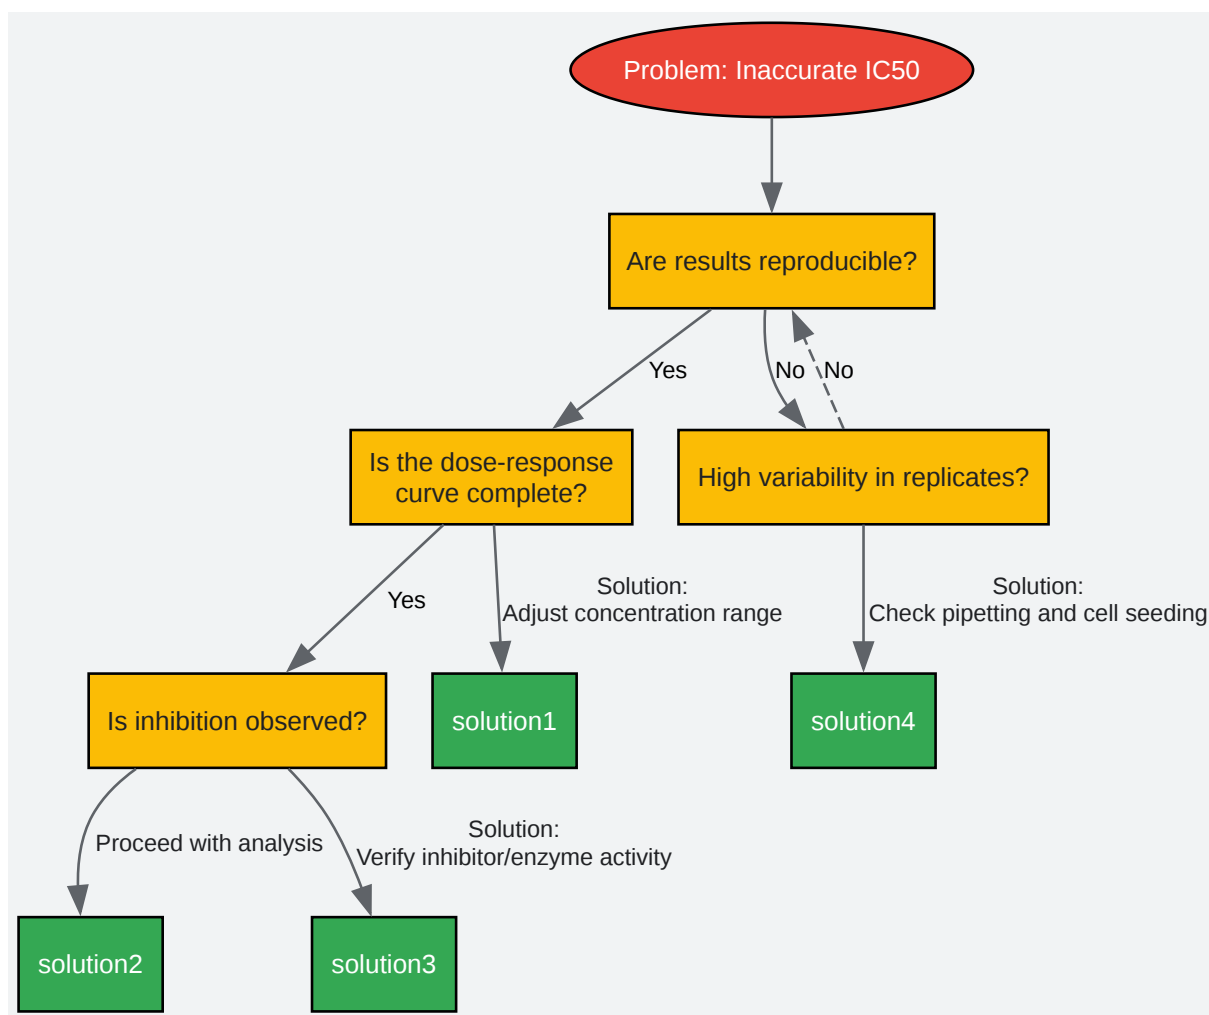 Problem: Inaccurate IC50
Are results reproducible?
Yes
No
No
Is the dose-response
curve complete?
High variability in replicates?
Yes
Solution:
Adjust concentration range
Solution:
Check pipetting and cell seeding
Is inhibition observed?
solution1
solution4
Proceed with analysis
Solution:
Verify inhibitor/enzyme activity
solution2
solution3